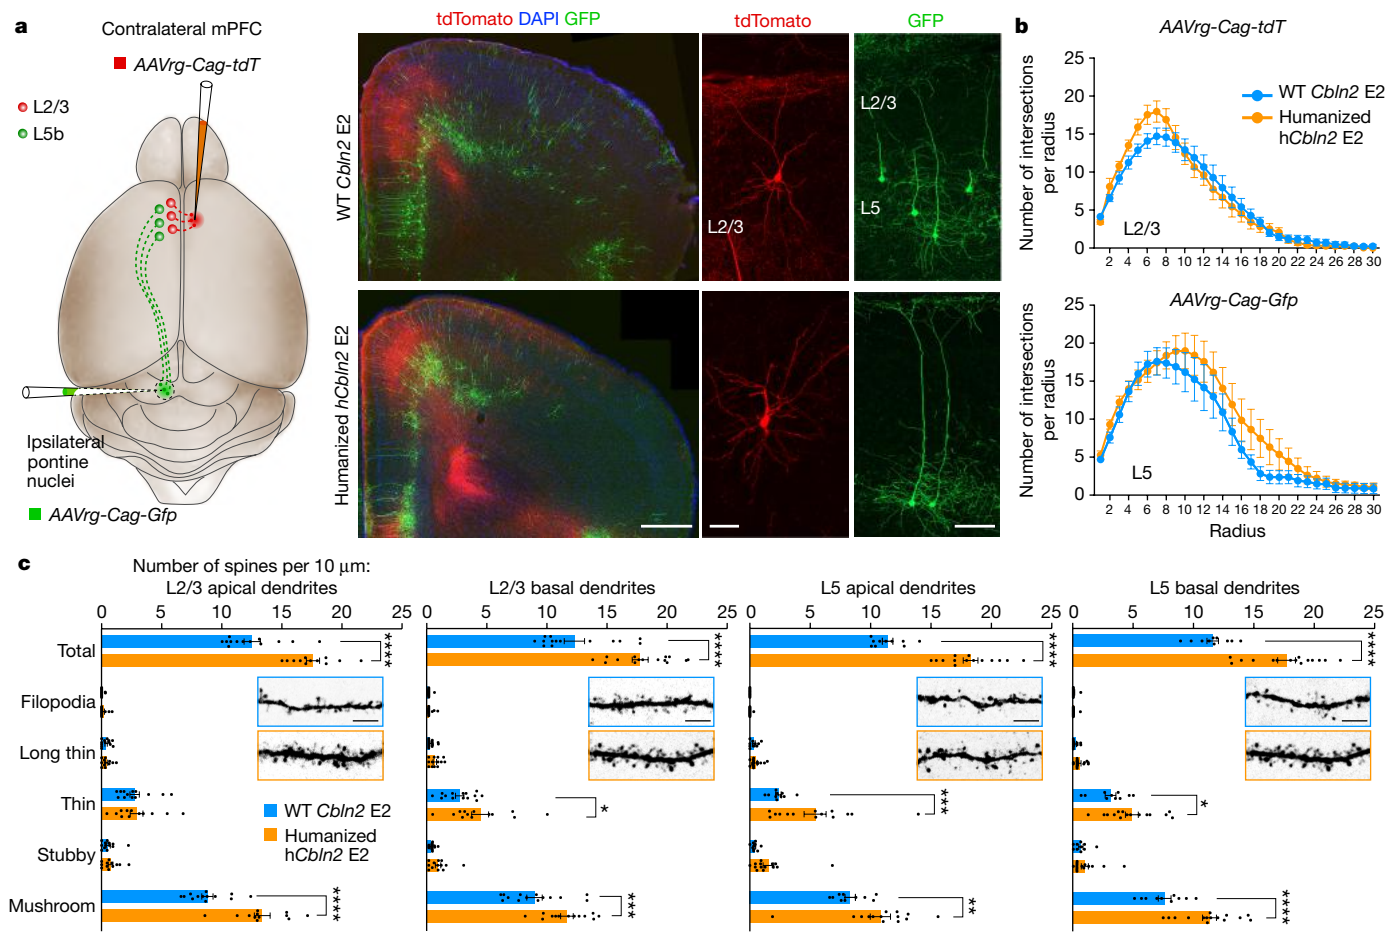 a
Contralateral mPFC
AAVrg-Cag-tdT
L2/3
L5b
Ipsilateral
pontine
nuclei
AAVrg-Cag-Gfp
tdTomato DAPI GFP
tdTomato
GFP
WT Cbln2 E2
Humanized hCbln2 E2
L2/3
L2/3
L5
b
AAVrg-Cag-tdT
Number of intersections
per radius
25
20
15
10
5
0
WT Cbln2 E2
Humanized
hCbln2 E2
L2/3
2 4 6 8 10 12 14 16 18 20 22 24 26 28 30
AAVrg-Cag-Gfp
Number of intersections
per radius
25
20
15
10
5
0
L5
2 4 6 8 10 12 14 16 18 20 22 24 26 28 30
Radius
c
Number of spines per 10 μm:
L2/3 apical dendrites
L2/3 basal dendrites
L5 apical dendrites
L5 basal dendrites
0 5 10 15 20 25
0 5 10 15 20 25
0 5 10 15 20 25
0 5 10 15 20 25
Total
****
****
****
****
Filopodia
Long thin
Thin
*
***
*
WT Cbln2 E2
Humanized
hCbln2 E2
Stubby
Mushroom
****
***
**
****